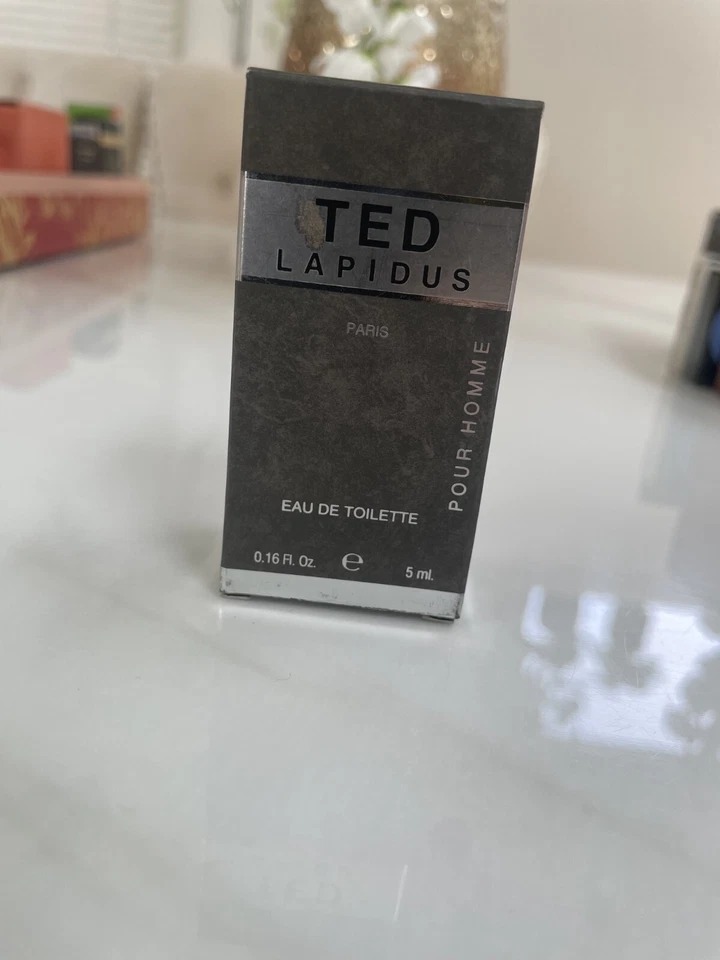 TED
LAPIDUS
PARIS
POUR HOMME
EAU DE TOILETTE
0.16 Fl. Oz. ℮ 5 ml.